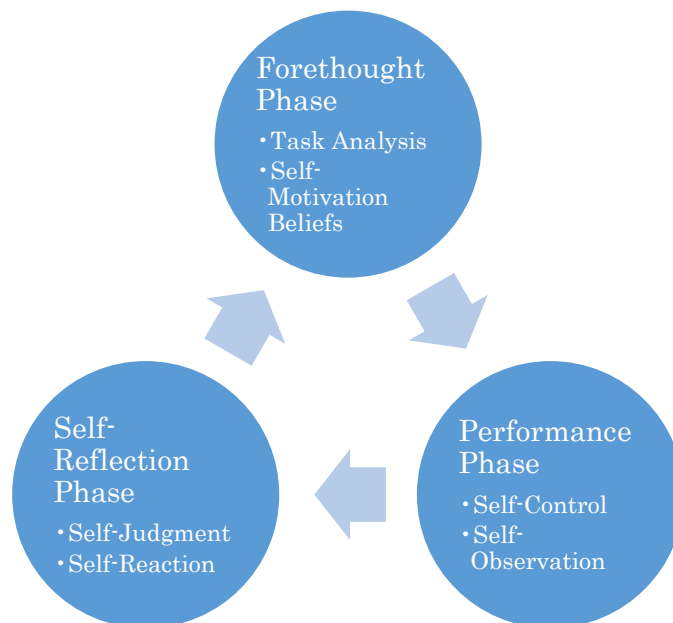 Forethought
Phase
• Task Analysis
• Self-
Motivation
Beliefs
Performance
Phase
• Self-Control
• Self-
Observation
Self-
Reflection
Phase
• Self-Judgment
• Self-Reaction